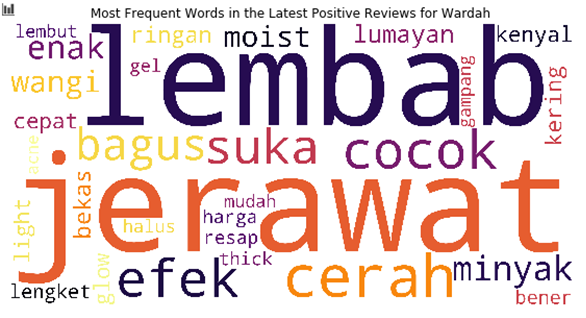 Most Frequent Words in the Latest Positive Reviews for Wardah
lembut
ringan
moist
lumayan
kenyal
enak
lembab
gel
wangi
gampang
kering
cepat
bagus
suka
cocok
acne
jerawat
bekas
mudah
light
halus
harga
resap
glow
thick
efek
cerah
minyak
lengket
bener